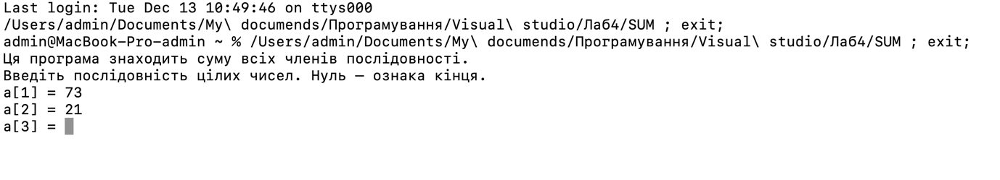 Last login: Tue Dec 13 10:49:46 on ttys000
/Users/admin/Documents/My\ documends/Програмування/Visual\ studio/Лаб4/SUM ; exit;
admin@MacBook-Pro-admin ~ % /Users/admin/Documents/My\ documends/Програмування/Visual\ studio/Лаб4/SUM ; exit;
Ця програма знаходить суму всіх членів послідовності.
Введіть послідовність цілих чисел. Нуль – ознака кінця.
a[1] = 73
a[2] = 21
a[3] =